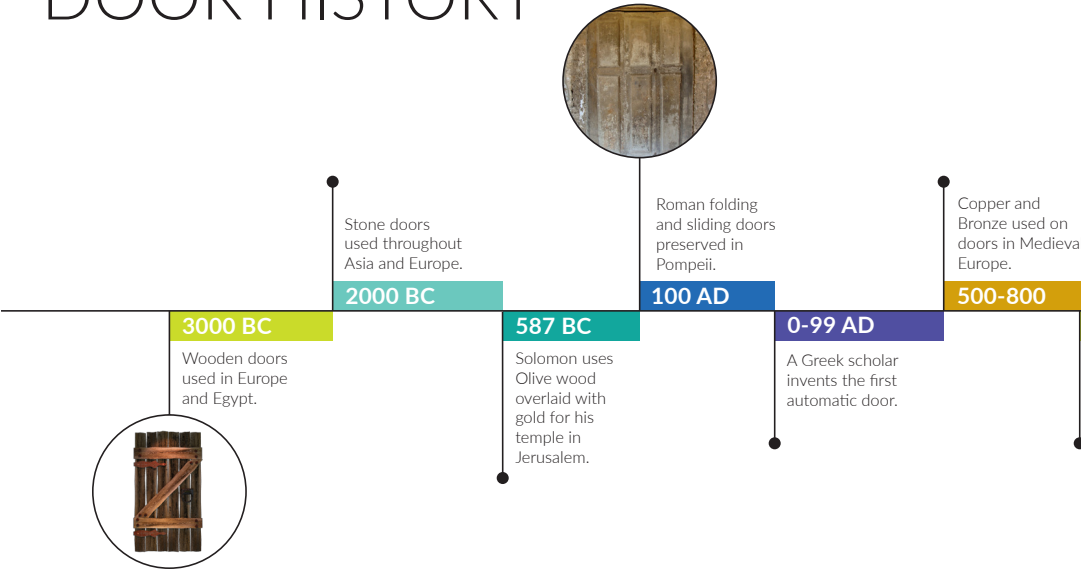 DOOR HISTORY
3000 BC
Wooden doors
used in Europe
and Egypt.
Stone doors
used throughout
Asia and Europe.
2000 BC
587 BC
Solomon uses
Olive wood
overlaid with
gold for his
temple in
Jerusalem.
Roman folding
and sliding doors
preserved in
Pompeii.
100 AD
0-99 AD
A Greek scholar
invents the first
automatic door.
Copper and
Bronze used on
doors in Medieva
Europe.
500-800